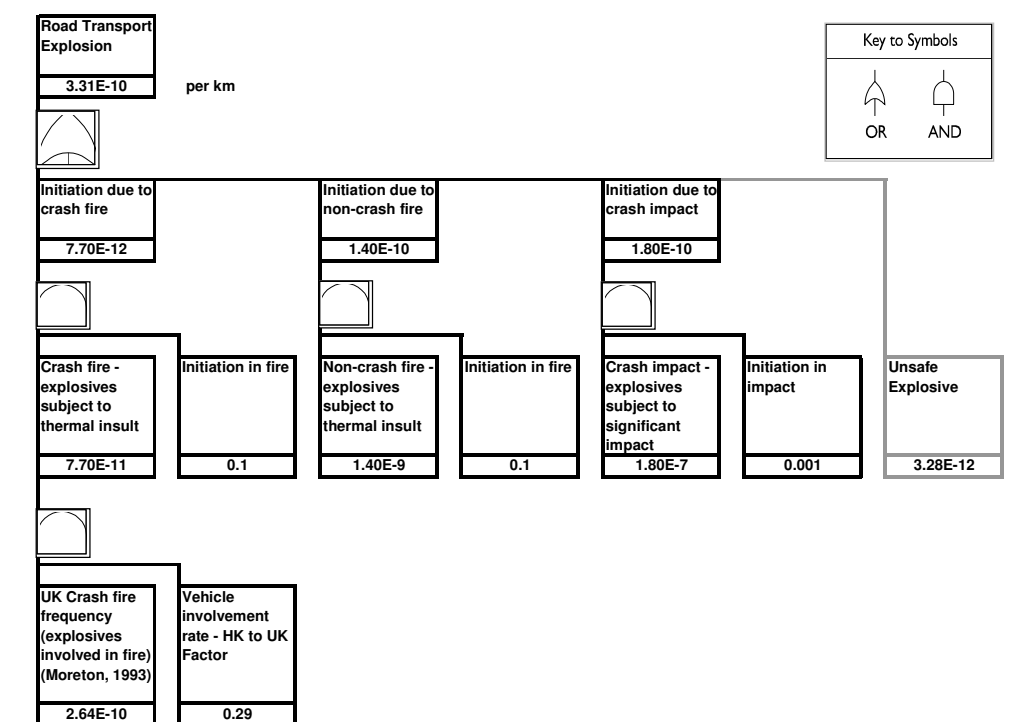 Road Transport
Explosion
3.31E-10
per km
Key to Symbols
OR
AND
Initiation due to
crash fire
7.70E-12
Initiation due to
non-crash fire
1.40E-10
Initiation due to
crash impact
1.80E-10
Crash fire -
explosives
subject to
thermal insult
7.70E-11
Initiation in fire
0.1
Non-crash fire -
explosives
subject to
thermal insult
1.40E-9
Initiation in fire
0.1
Crash impact -
explosives
subject to
significant
impact
1.80E-7
Initiation in
impact
0.001
Unsafe
Explosive
3.28E-12
UK Crash fire
frequency
(explosives
involved in fire)
(Moreton, 1993)
2.64E-10
Vehicle
involvement
rate - HK to UK
Factor
0.29